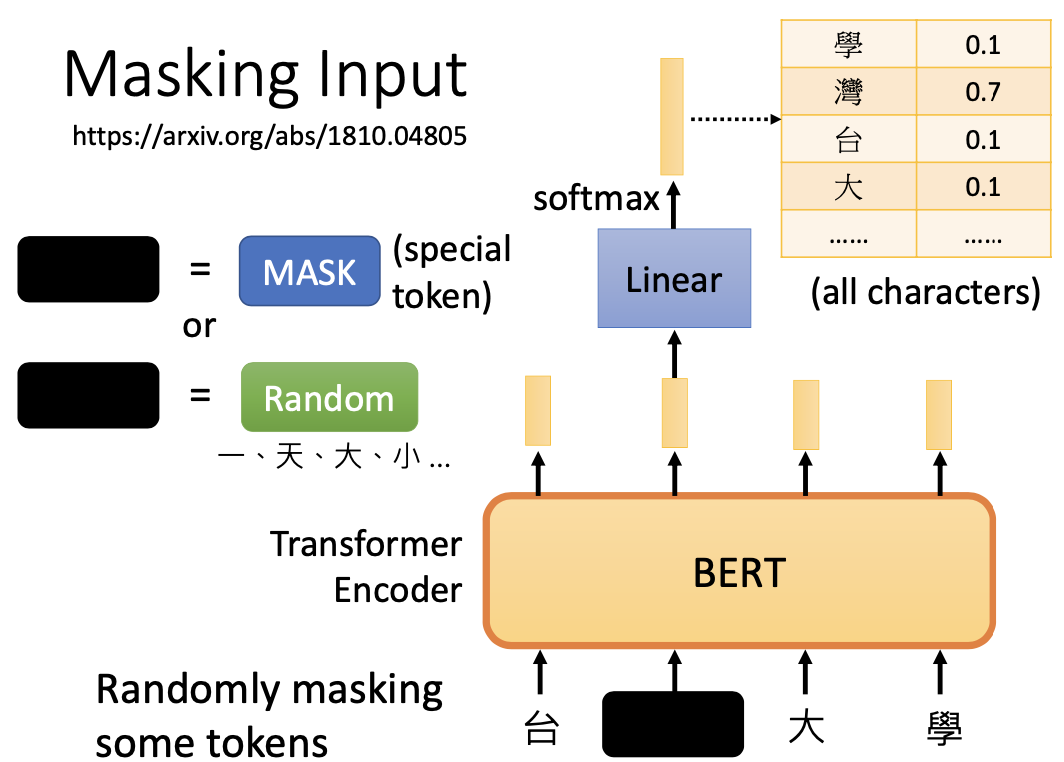 Masking Input
https://arxiv.org/abs/1810.04805
= MASK (special token)
or
= Random
一、天、大、小 ...
Transformer
Encoder
Randomly masking
some tokens
學 0.1
灣 0.7
台 0.1
大 0.1
…… ……
(all characters)
softmax
Linear
BERT
台 大 學